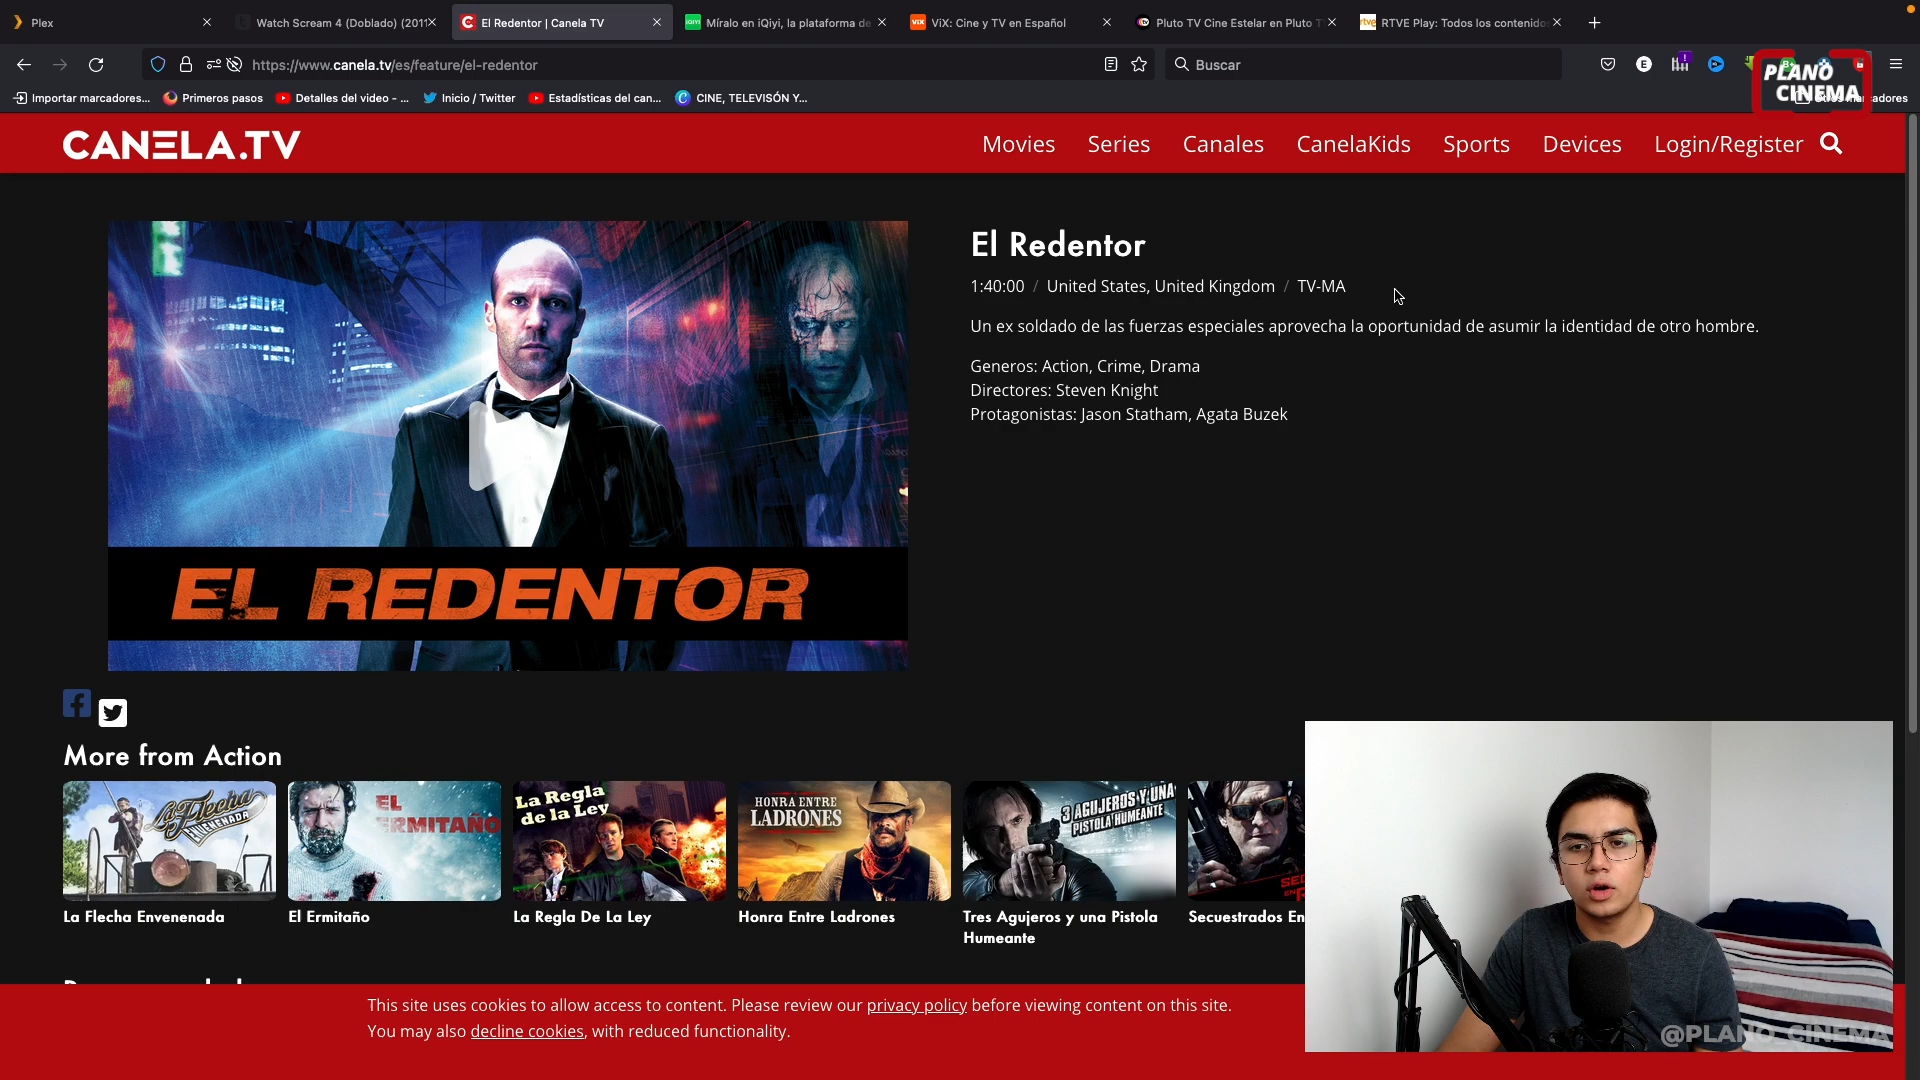 Plex
Watch Scream 4 (Doblado) (2011
El Redentor | Canela TV
Míralo en iQiyi, la plataforma de
ViX: Cine y TV en Español
Pluto TV Cine Estelar en Pluto T
RTVE Play: Todos los contenidos
https://www.canela.tv/es/feature/el-redentor
Buscar
Importar marcadores...
Primeros pasos
Detalles del video - ...
Inicio / Twitter
Estadísticas del can...
CINE, TELEVISÓN Y...
PLANO
CINEMA
CANELA.TV
Movies
Series
Canales
CanelaKids
Sports
Devices
Login/Register
El Redentor
1:40:00 / United States, United Kingdom / TV-MA
Un ex soldado de las fuerzas especiales aprovecha la oportunidad de asumir la identidad de otro hombre.
Generos: Action, Crime, Drama
Directores: Steven Knight
Protagonistas: Jason Statham, Agata Buzek
EL REDENTOR
More from Action
La Flecha
ENVENENADA
EL
ERMITAÑO
La Regla
de la Ley
HONRA ENTRE
LADRONES
3 AGUJEROS Y UNA
PISTOLA HUMEANTE
La Flecha Envenenada
El Ermitaño
La Regla De La Ley
Honra Entre Ladrones
Tres Agujeros y una Pistola
Humeante
Secuestrados En
This site uses cookies to allow access to content. Please review our privacy policy before viewing content on this site.
You may also decline cookies, with reduced functionality.
@PLANO_CINEMA